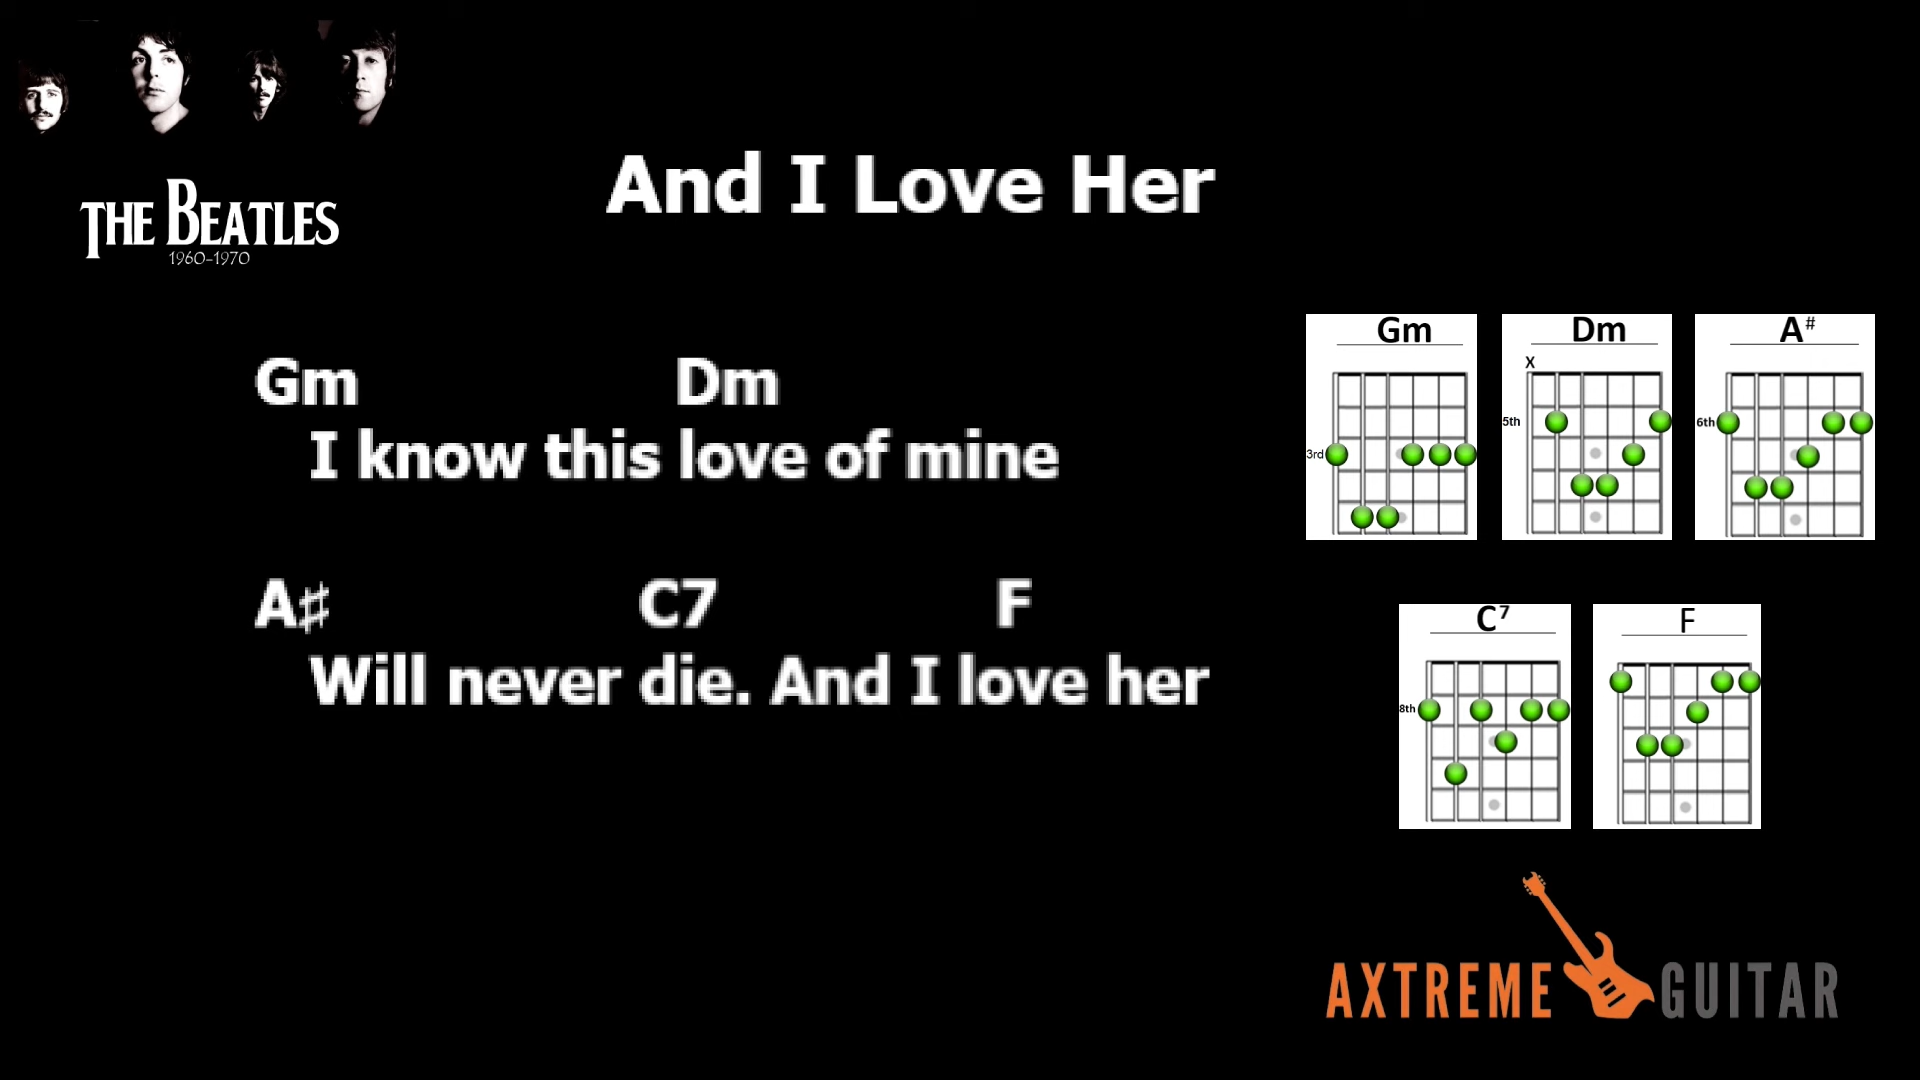 THE BEATLES
1960-1970
And I Love Her
Gm Dm
I know this love of mine
A♯ C7 F
Will never die. And I love her
Gm Dm A#
X
5th 6th
3rd
C7 F
8th
AXTREME GUITAR